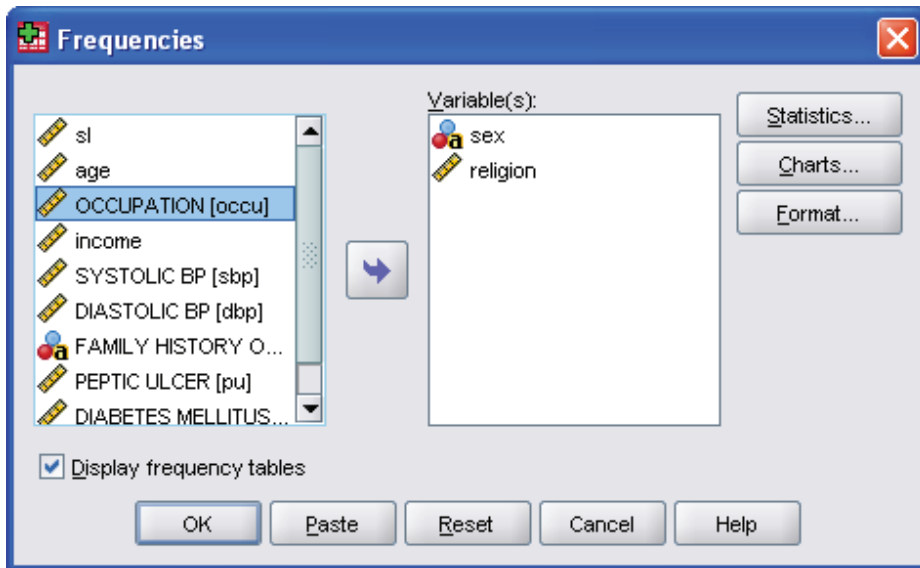 Frequencies
sl
age
OCCUPATION [occu]
income
SYSTOLIC BP [sbp]
DIASTOLIC BP [dbp]
FAMILY HISTORY O...
PEPTIC ULCER [pu]
DIABETES MELLITUS...
Variable(s):
a sex
religion
Statistics...
Charts...
Format...
Display frequency tables
OK
Paste
Reset
Cancel
Help